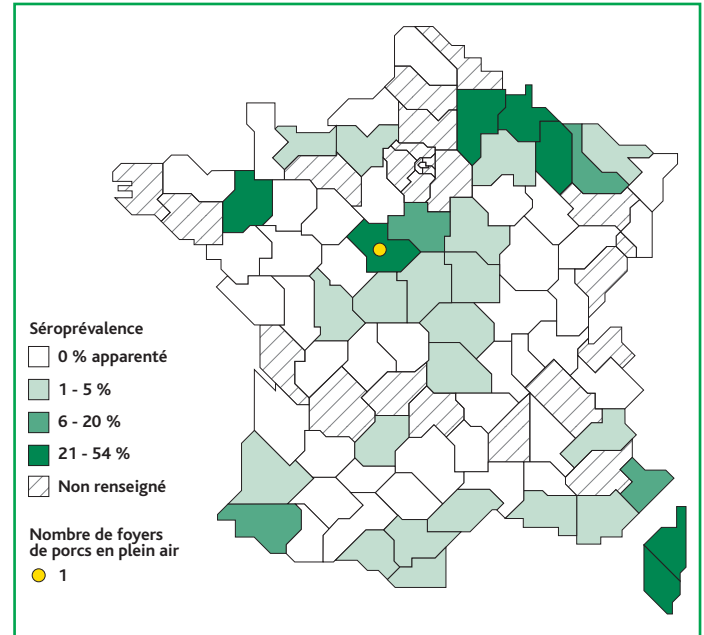 Séroprévalence
0 % apparenté
1 - 5 %
6 - 20 %
21 - 54 %
Non renseigné
Nombre de foyers
de porcs en plein air
1